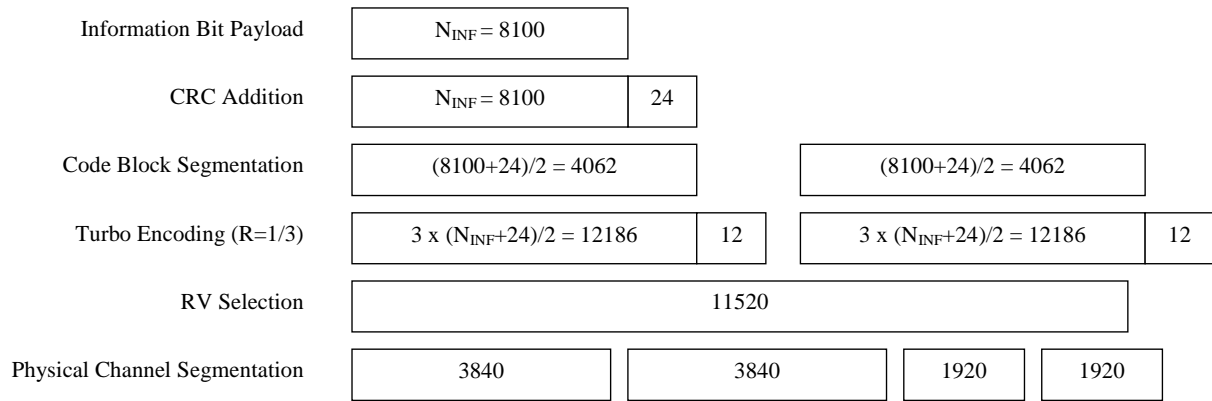 Information Bit Payload N_INF = 8100
CRC Addition N_INF = 8100 24
Code Block Segmentation (8100+24)/2 = 4062 (8100+24)/2 = 4062
Turbo Encoding (R=1/3) 3 x (N_INF+24)/2 = 12186 12 3 x (N_INF+24)/2 = 12186 12
RV Selection 11520
Physical Channel Segmentation 3840 3840 1920 1920